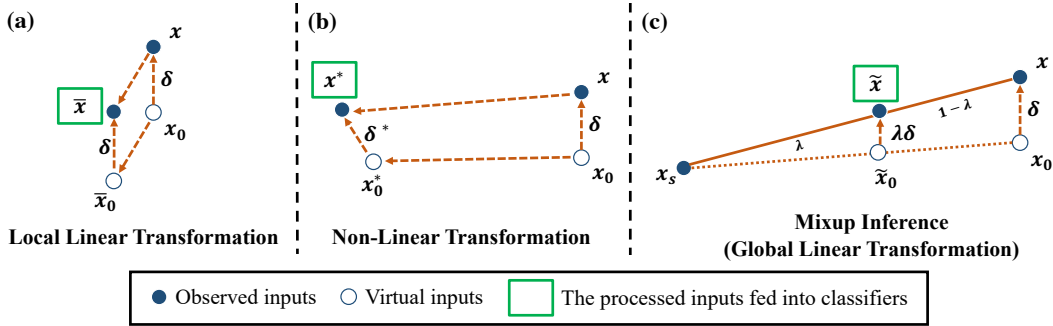 (a)
x
x̄
δ
x₀
δ
x̄₀
Local Linear Transformation
(b)
x*
x
δ*
δ
x₀*
x₀
Non-Linear Transformation
(c)
x̃
x
1 − λ
λ
λδ
δ
xₛ
x̃₀
x₀
Mixup Inference
(Global Linear Transformation)
Observed inputs
Virtual inputs
The processed inputs fed into classifiers